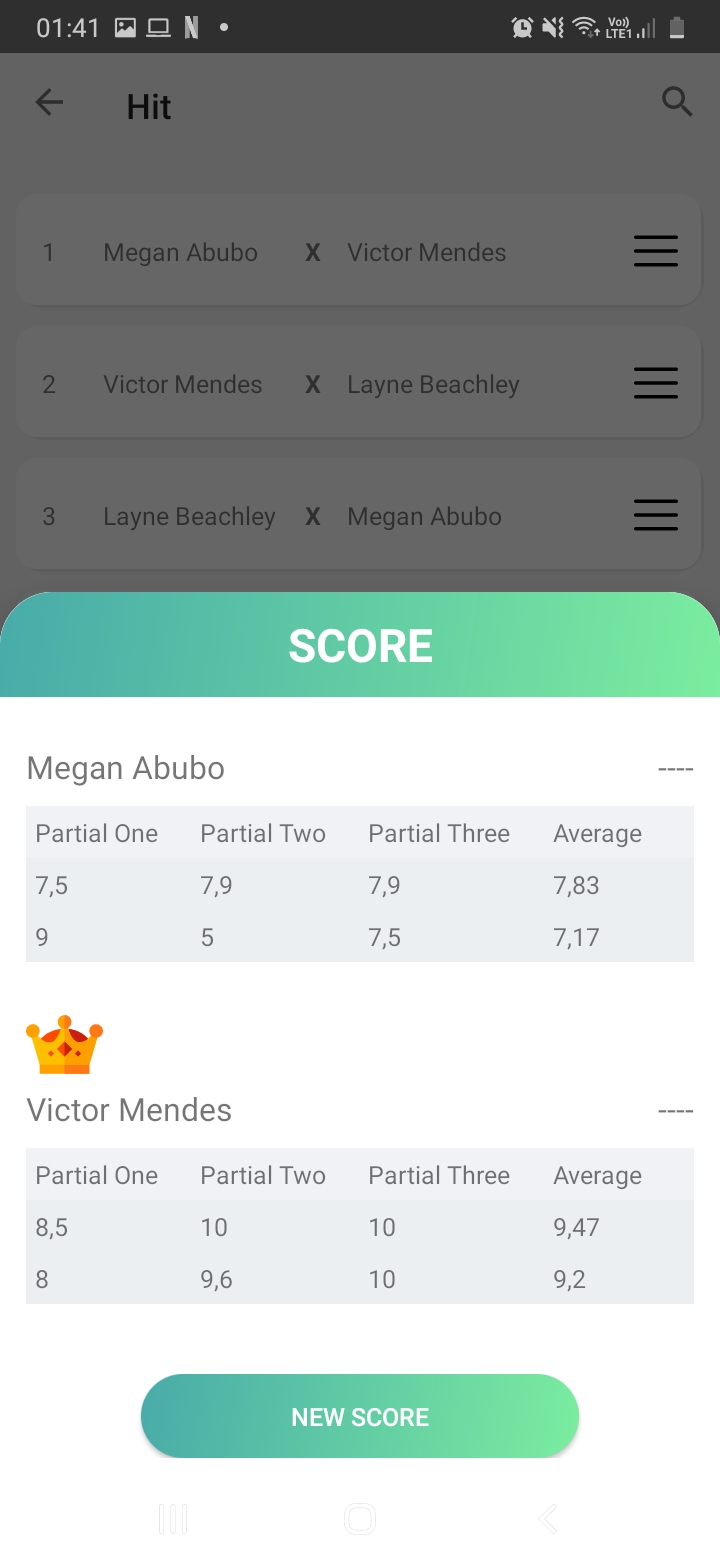 01:41 N Vo)) LTE1
Hit
1 Megan Abubo X Victor Mendes
2 Victor Mendes X Layne Beachley
3 Layne Beachley X Megan Abubo
SCORE
Megan Abubo ----
Partial One Partial Two Partial Three Average
7,5 7,9 7,9 7,83
9 5 7,5 7,17
Victor Mendes ----
Partial One Partial Two Partial Three Average
8,5 10 10 9,47
8 9,6 10 9,2
NEW SCORE